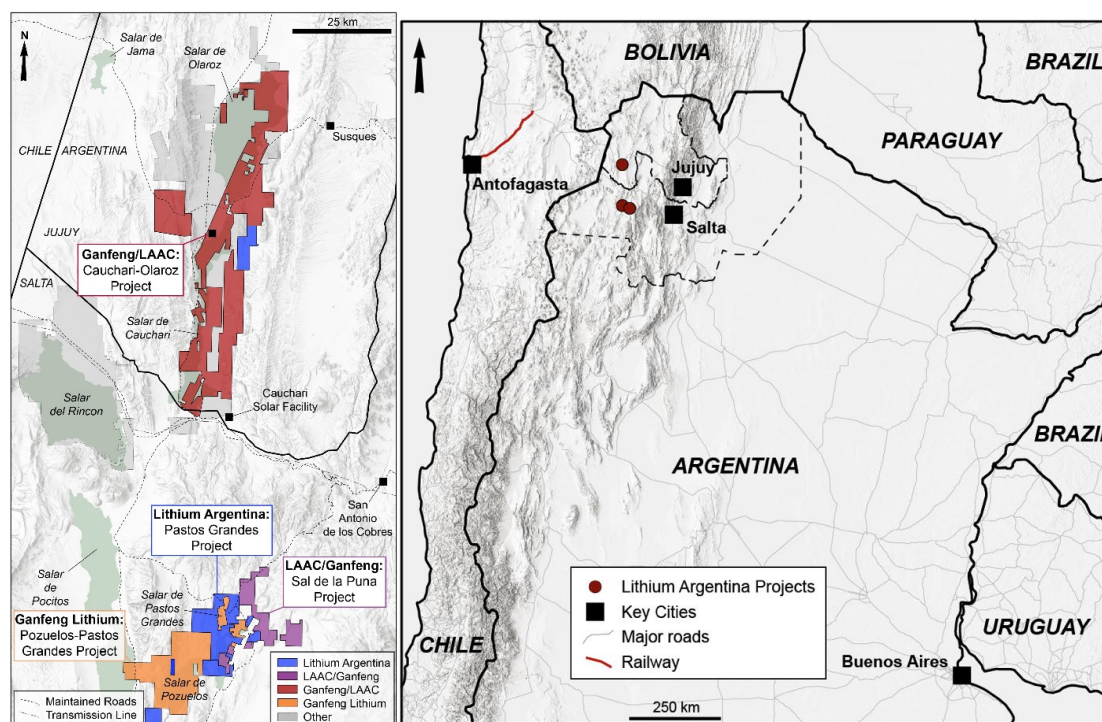 25 km
N
Salar de
Jama
Salar de
Olaroz
Susques
CHILE
ARGENTINA
JUJUY
Ganfeng/LAAC:
Cauchari-Olaroz
Project
SALTA
Salar de
Cauchari
Salar
del Rincon
Cauchari
Solar Facility
San
Antonio
de los Cobres
Lithium Argentina:
Pastos Grandes
Project
LAAC/Ganfeng:
Sal de la Puna
Project
Salar
de
Pocitos
Salar de
Pastos
Grandes
Ganfeng Lithium:
Pozuelos-Pastos
Grandes Project
Salar de
Pozuelos
Lithium Argentina
LAAC/Ganfeng
Ganfeng/LAAC
Ganfeng Lithium
Other
Maintained Roads
Transmission Line
BOLIVIA
BRAZIL
PARAGUAY
Antofagasta
Jujuy
Salta
BRAZIL
ARGENTINA
Lithium Argentina Projects
Key Cities
Major roads
Railway
CHILE
URUGUAY
Buenos Aires
250 km